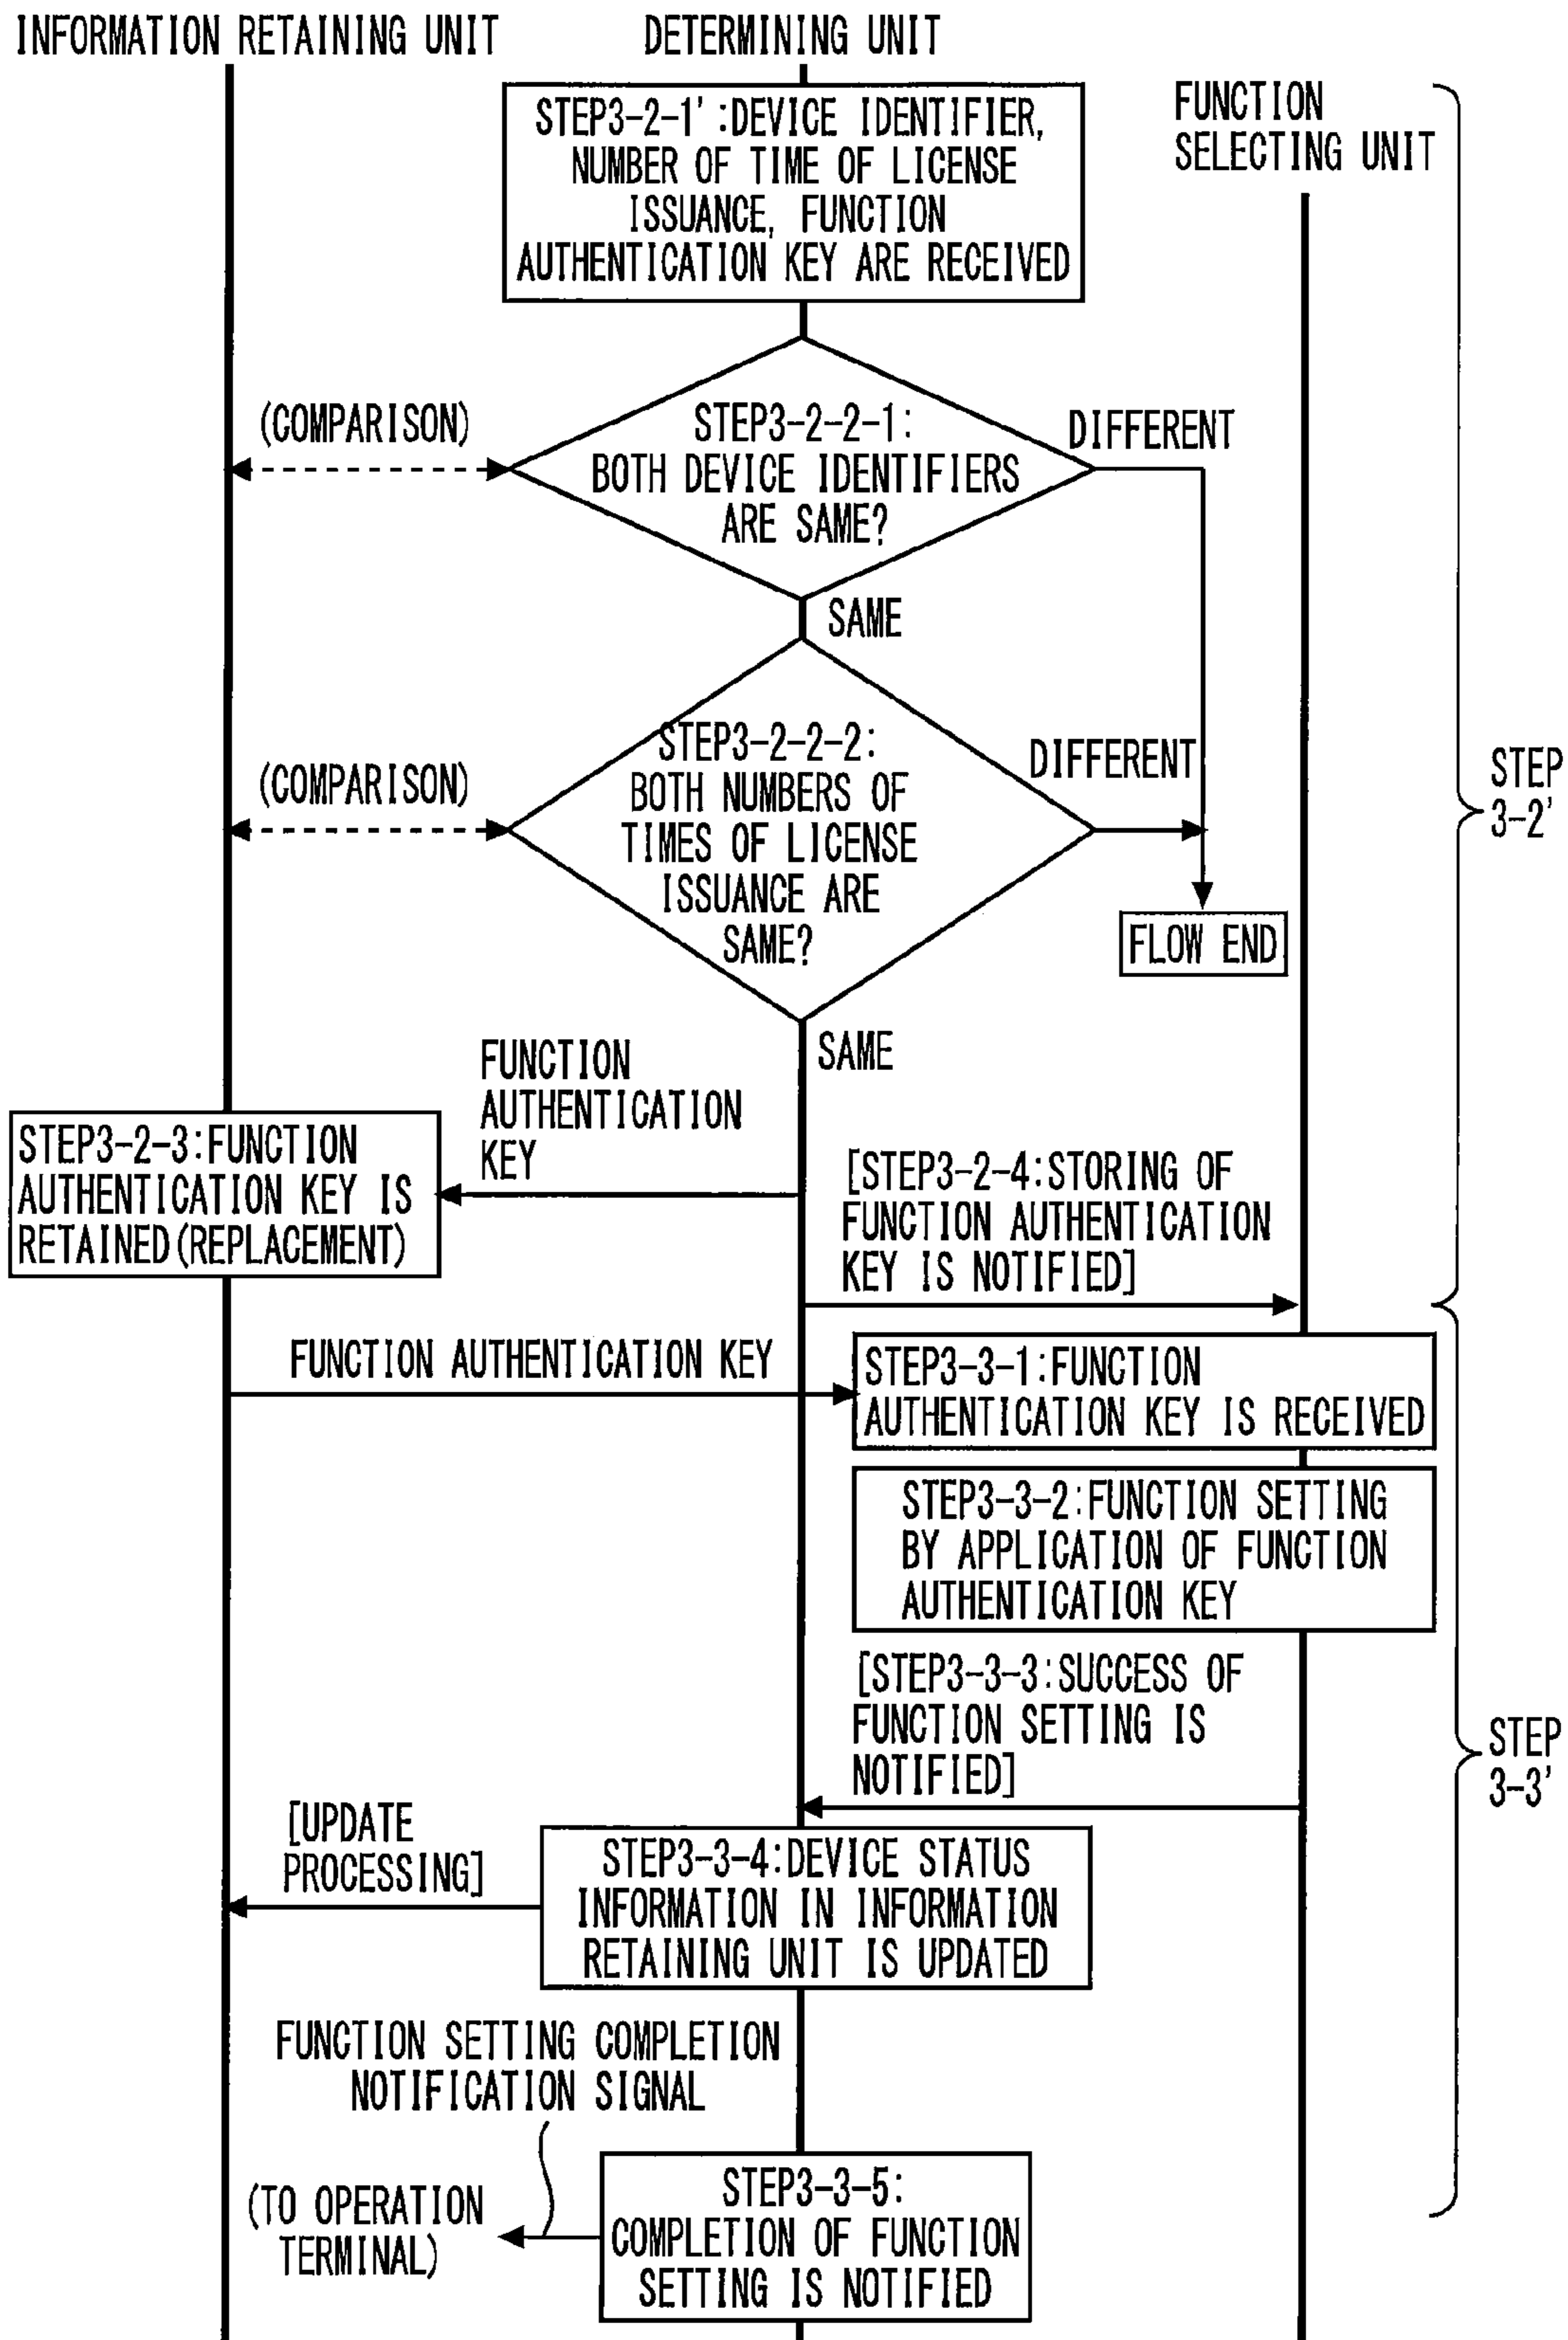 INFORMATION RETAINING UNIT
DETERMINING UNIT
FUNCTION
SELECTING UNIT
STEP3-2-1':DEVICE IDENTIFIER,
NUMBER OF TIME OF LICENSE
ISSUANCE, FUNCTION
AUTHENTICATION KEY ARE RECEIVED
(COMPARISON)
STEP3-2-2-1:
BOTH DEVICE IDENTIFIERS
ARE SAME?
DIFFERENT
SAME
(COMPARISON)
STEP3-2-2-2:
BOTH NUMBERS OF
TIMES OF LICENSE
ISSUANCE ARE
SAME?
DIFFERENT
STEP
3-2'
FLOW END
SAME
FUNCTION
AUTHENTICATION
KEY
STEP3-2-3:FUNCTION
AUTHENTICATION KEY IS
RETAINED(REPLACEMENT)
[STEP3-2-4:STORING OF
FUNCTION AUTHENTICATION
KEY IS NOTIFIED]
FUNCTION AUTHENTICATION KEY
STEP3-3-1:FUNCTION
AUTHENTICATION KEY IS RECEIVED
STEP3-3-2:FUNCTION SETTING
BY APPLICATION OF FUNCTION
AUTHENTICATION KEY
[STEP3-3-3:SUCCESS OF
FUNCTION SETTING IS
NOTIFIED]
STEP
3-3'
[UPDATE
PROCESSING]
STEP3-3-4:DEVICE STATUS
INFORMATION IN INFORMATION
RETAINING UNIT IS UPDATED
FUNCTION SETTING COMPLETION
NOTIFICATION SIGNAL
(TO OPERATION
TERMINAL)
STEP3-3-5:
COMPLETION OF FUNCTION
SETTING IS NOTIFIED